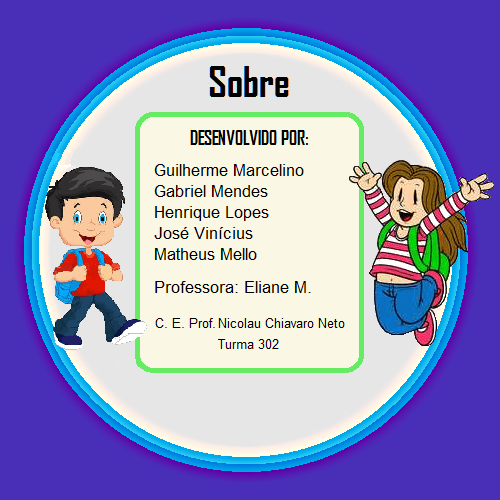 Sobre
DESENVOLVIDO POR:
Guilherme Marcelino
Gabriel Mendes
Henrique Lopes
José Vinícius
Matheus Mello
Professora: Eliane M.
C. E. Prof. Nicolau Chiavaro Neto
Turma 302